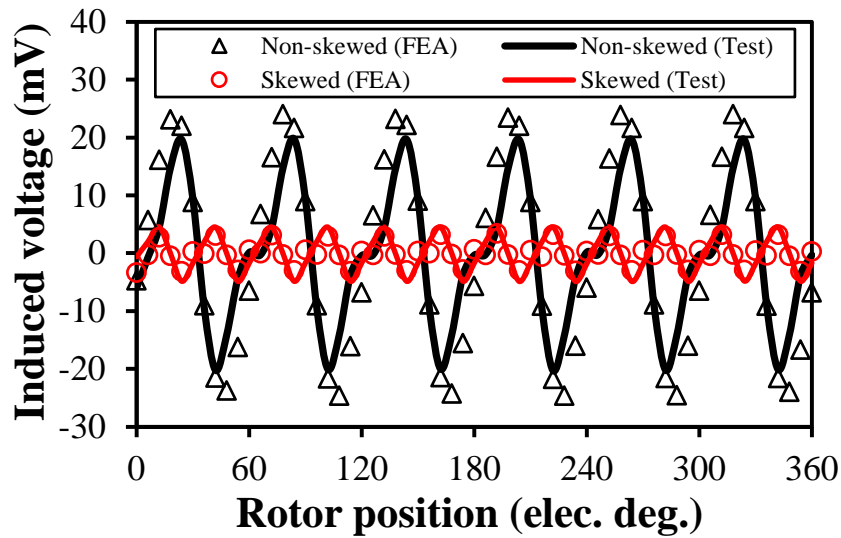 Induced voltage (mV)
40
30
20
10
0
-10
-20
-30
Non-skewed (FEA)
Non-skewed (Test)
Skewed (FEA)
Skewed (Test)
0
60
120
180
240
300
360
Rotor position (elec. deg.)